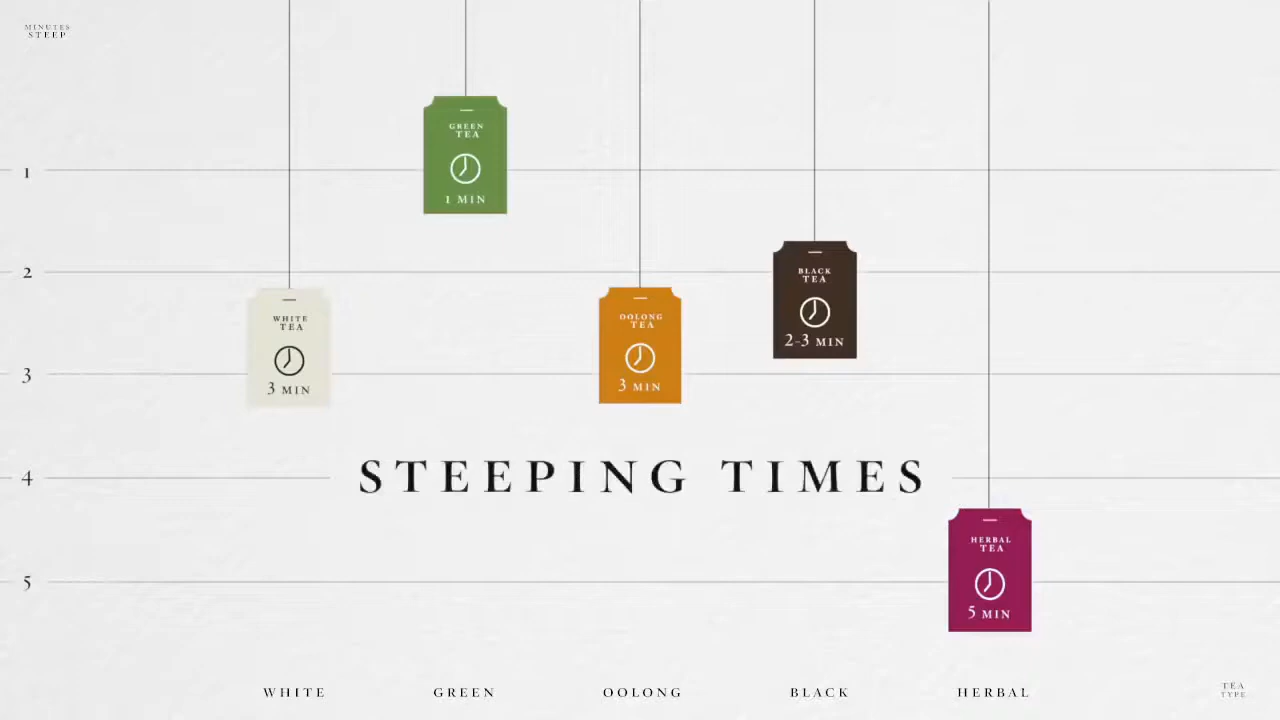 MINUTES
STEEP
GREEN
TEA
1 MIN
1
2
BLACK
TEA
2-3 MIN
WHITE
TEA
3 MIN
OOLONG
TEA
3 MIN
3
4
STEEPING TIMES
HERBAL
TEA
5 MIN
5
WHITE
GREEN
OOLONG
BLACK
HERBAL
TEA
TYPE